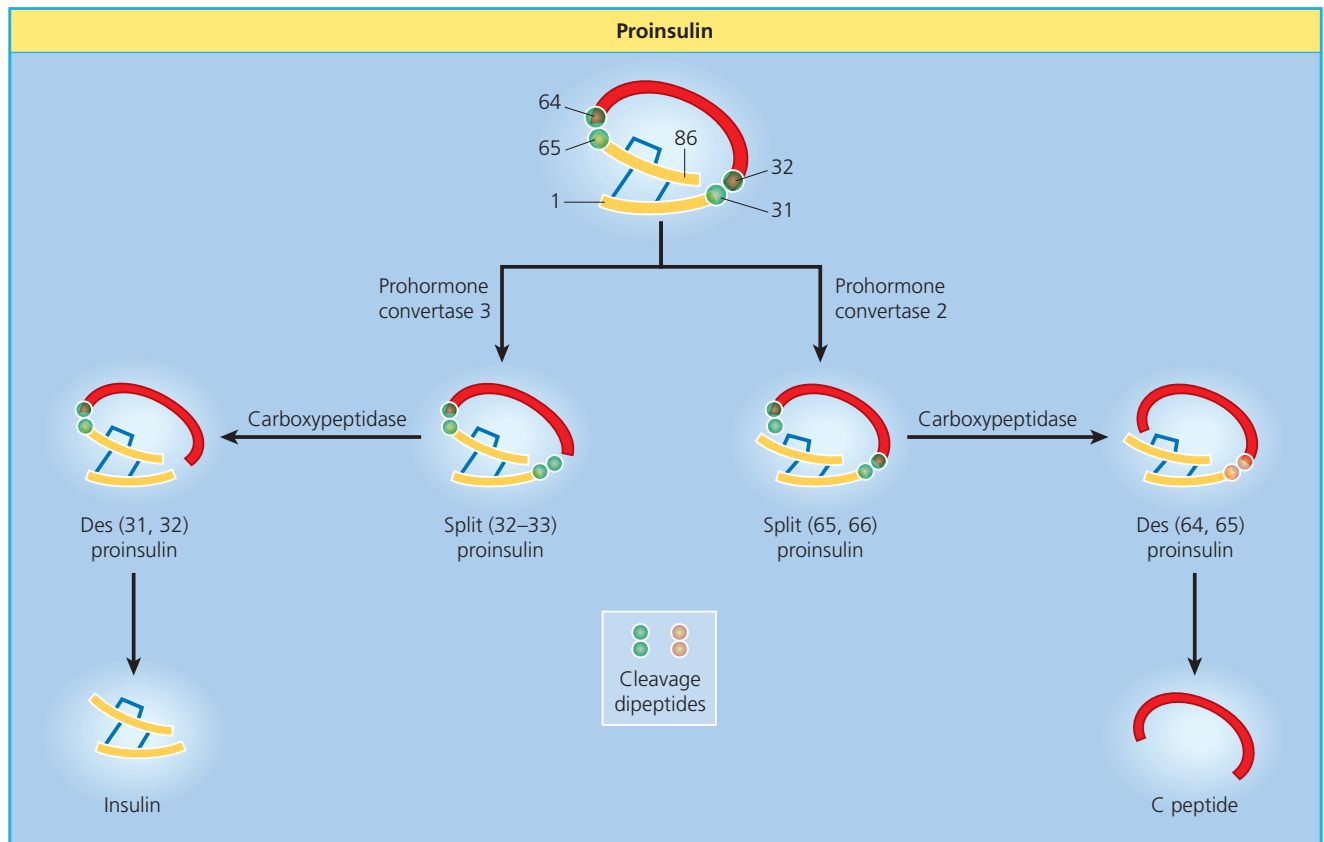 Proinsulin
64
65
86
32
1
31
Prohormone
convertase 3
Prohormone
convertase 2
Carboxypeptidase
Carboxypeptidase
Des (31, 32)
proinsulin
Split (32–33)
proinsulin
Split (65, 66)
proinsulin
Des (64, 65)
proinsulin
Cleavage
dipeptides
Insulin
C peptide